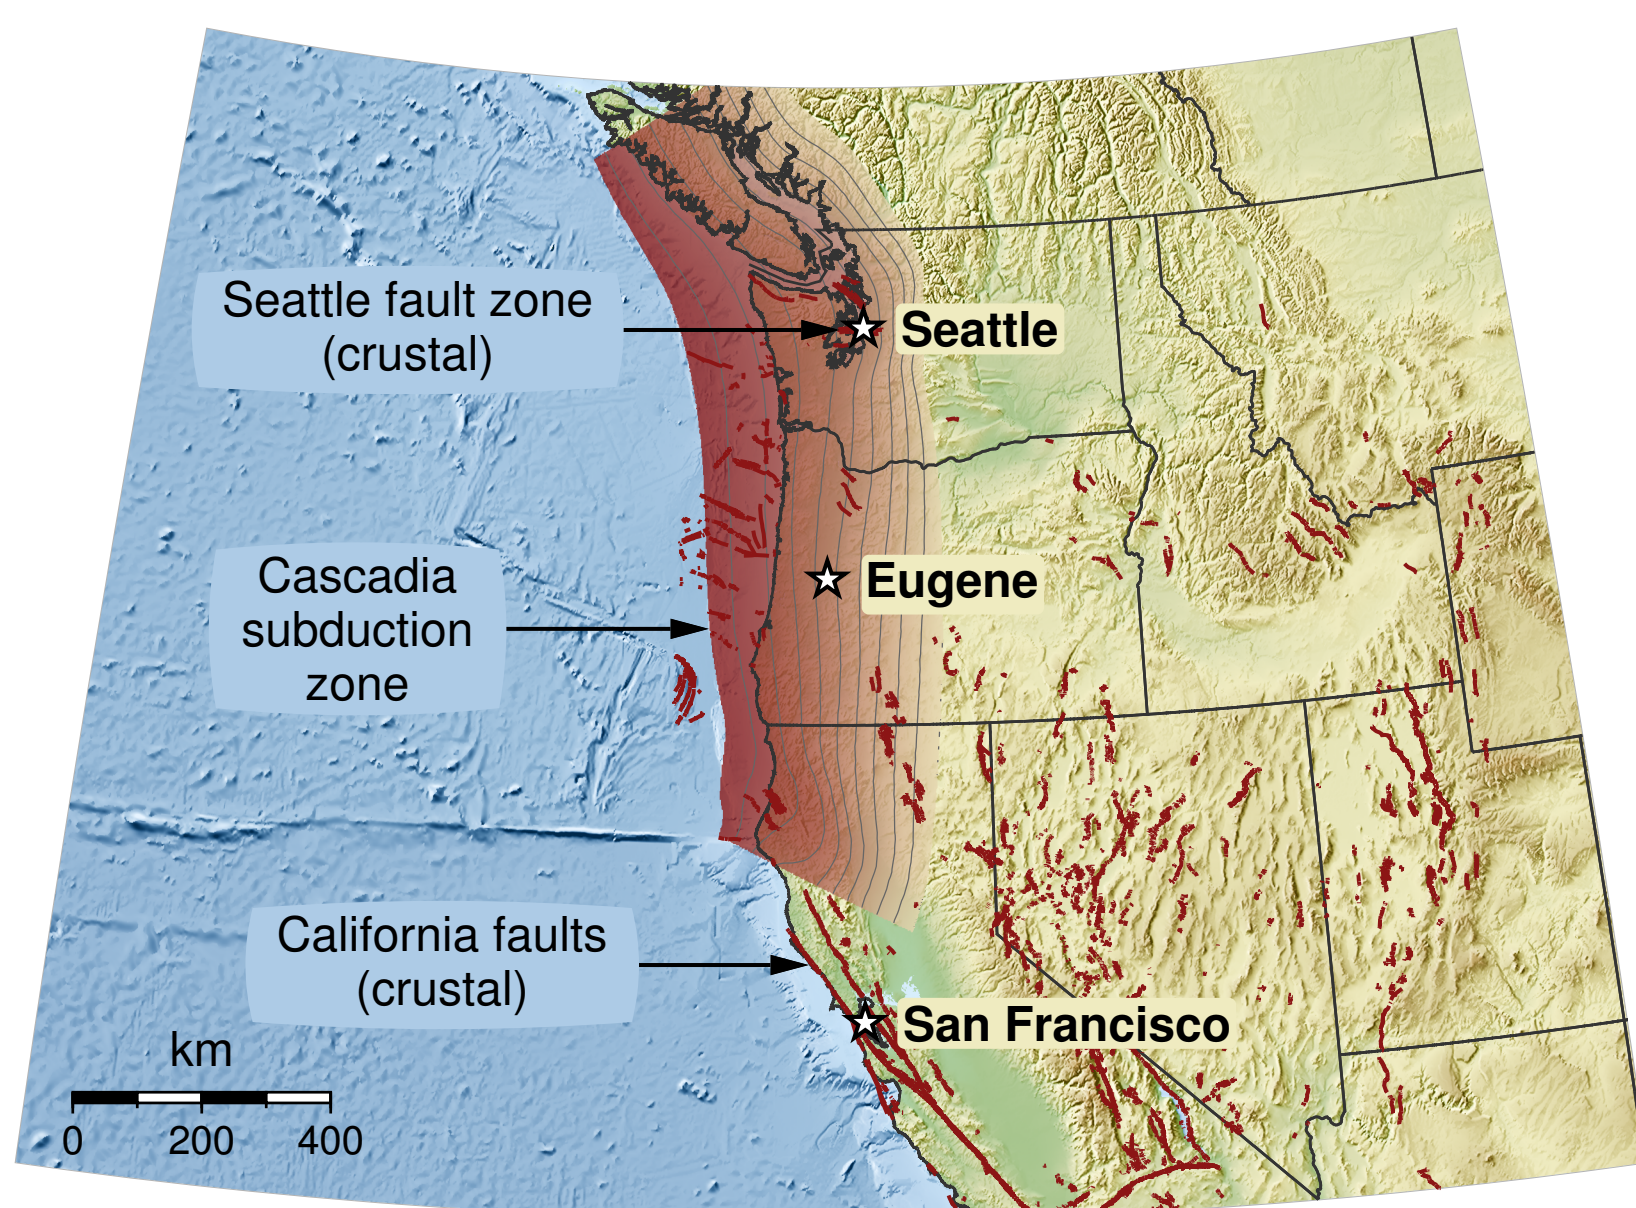 Seattle fault zone
(crustal)
Seattle
Cascadia
subduction
zone
Eugene
California faults
(crustal)
San Francisco
km
0 200 400